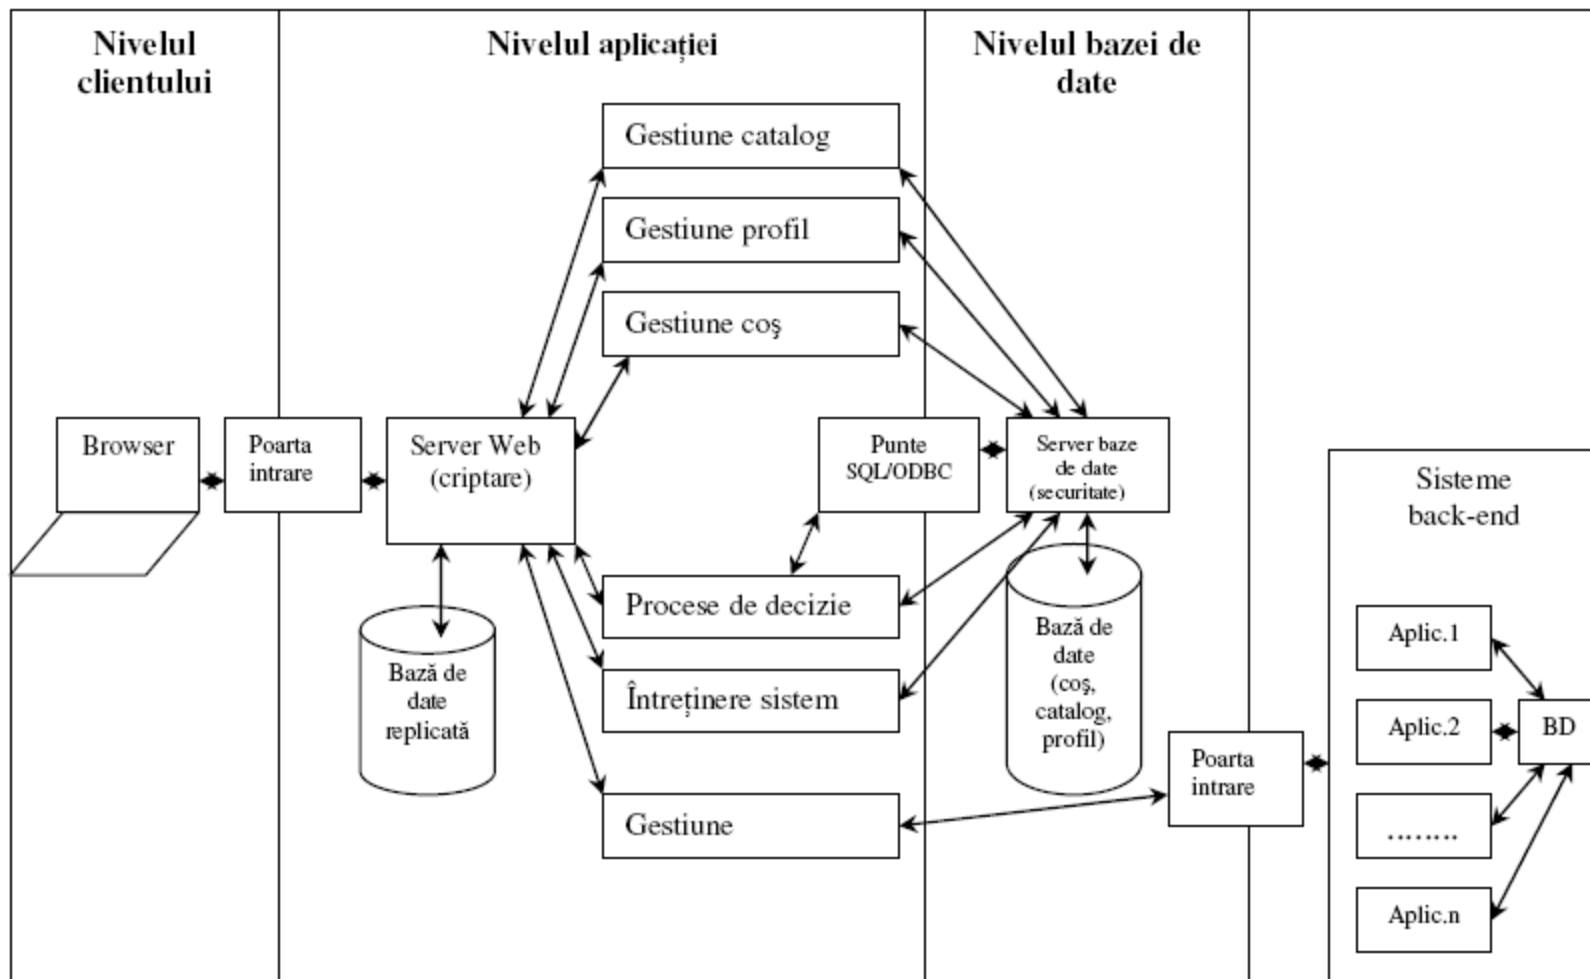 Nivelul
clientului
Nivelul aplicației
Nivelul bazei de
date
Gestiune catalog
Gestiune profil
Gestiune coş
Browser
Poarta
intrare
Server Web
(criptare)
Punte
SQL/ODBC
Server baze
de date
(securitate)
Sisteme
back-end
Procese de decizie
Întreținere sistem
Gestiune
Bază de
date
replicată
Bază de
date
(coş,
catalog,
profil)
Poarta
intrare
Aplic.1
Aplic.2
........
Aplic.n
BD